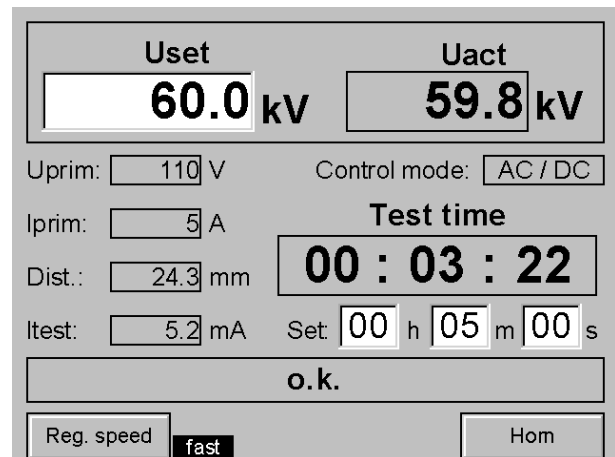 Uset Uact
60.0 kV 59.8 kV
Uprim: 110 V Control mode: AC / DC
Iprim: 5 A Test time
Dist.: 24.3 mm 00 : 03 : 22
Itest: 5.2 mA Set: 00 h 05 m 00 s
o.k.
Reg. speed fast Horn